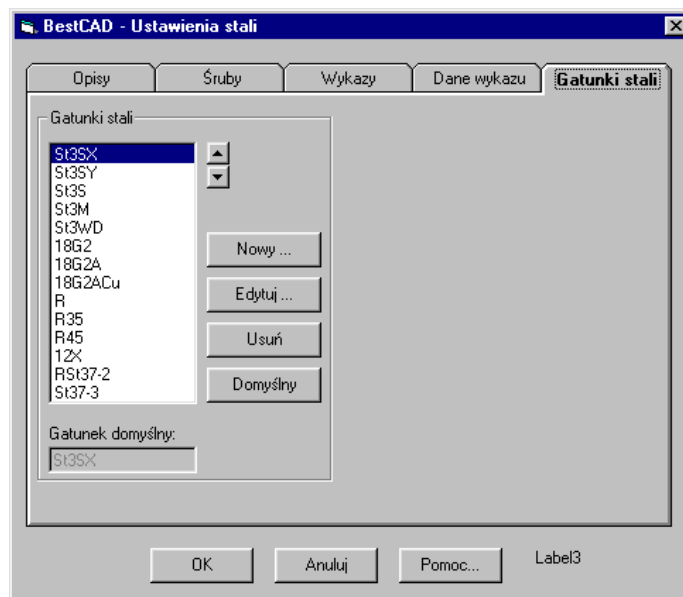 BestCAD - Ustawienia stali
Opisy Śruby Wykazy Dane wykazu Gatunki stali
Gatunki stali
St3SX
St3SY
St3S
St3M
St3WD
18G2
18G2A
18G2ACu
R
R35
R45
12X
RSt37-2
St37-3
Nowy ...
Edytuj ...
Usuń
Domyślny
Gatunek domyślny:
St3SX
OK Anuluj Pomoc... Label3